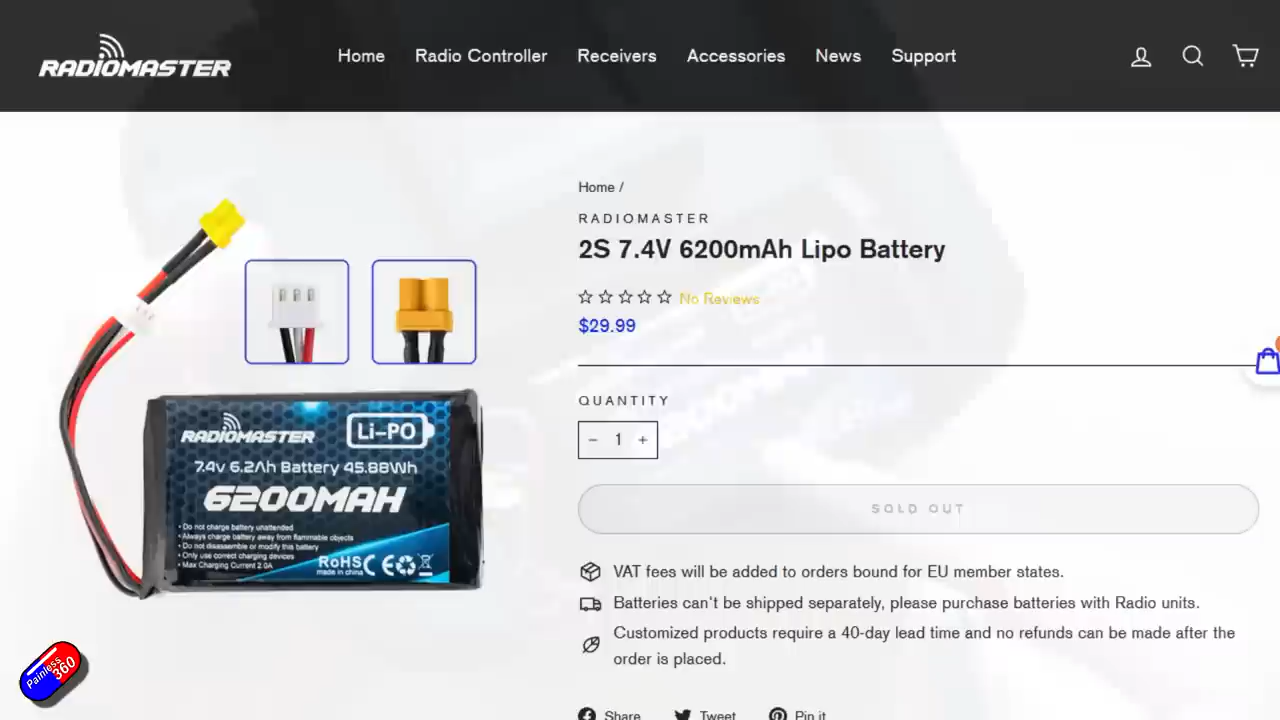 RADIOMASTER
Home Radio Controller Receivers Accessories News Support
Home /
RADIOMASTER
2S 7.4V 6200mAh Lipo Battery
No Reviews
$29.99
QUANTITY
− 1 +
SOLD OUT
VAT fees will be added to orders bound for EU member states.
Batteries can't be shipped separately, please purchase batteries with Radio units.
Customized products require a 40-day lead time and no refunds can be made after the
order is placed.
Share Tweet Pin it
RADIOMASTER
Li-PO
7.4v 6.2Ah Battery 45.88Wh
6200MAH
• Do not charge battery unattended
• Always charge battery away from flammable objects
• Do not disassemble or modify this battery
• Only use correct charging devices
• Max Charging Current 2.0A
RoHS CE
made in china
Painless
360